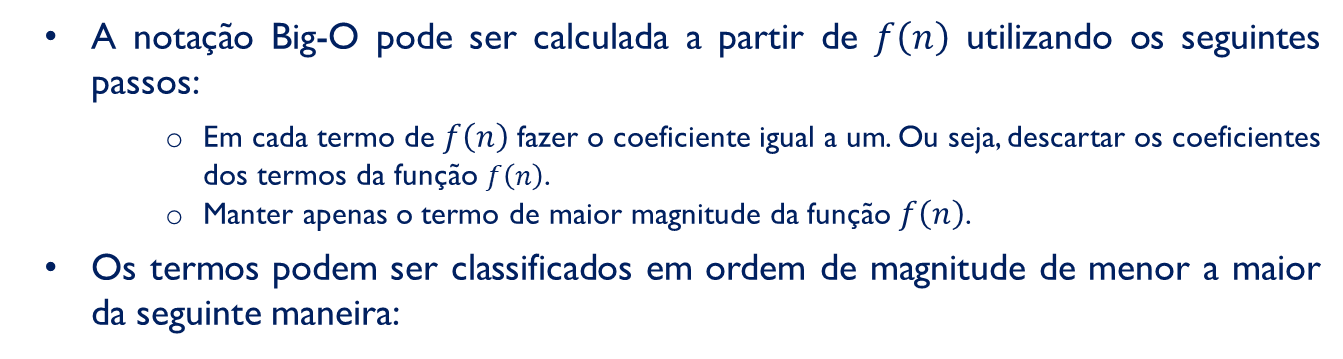 • A notação Big-O pode ser calculada a partir de f(n) utilizando os seguintes
passos:
o Em cada termo de f(n) fazer o coeficiente igual a um. Ou seja, descartar os coeficientes
dos termos da função f(n).
o Manter apenas o termo de maior magnitude da função f(n).
• Os termos podem ser classificados em ordem de magnitude de menor a maior
da seguinte maneira: